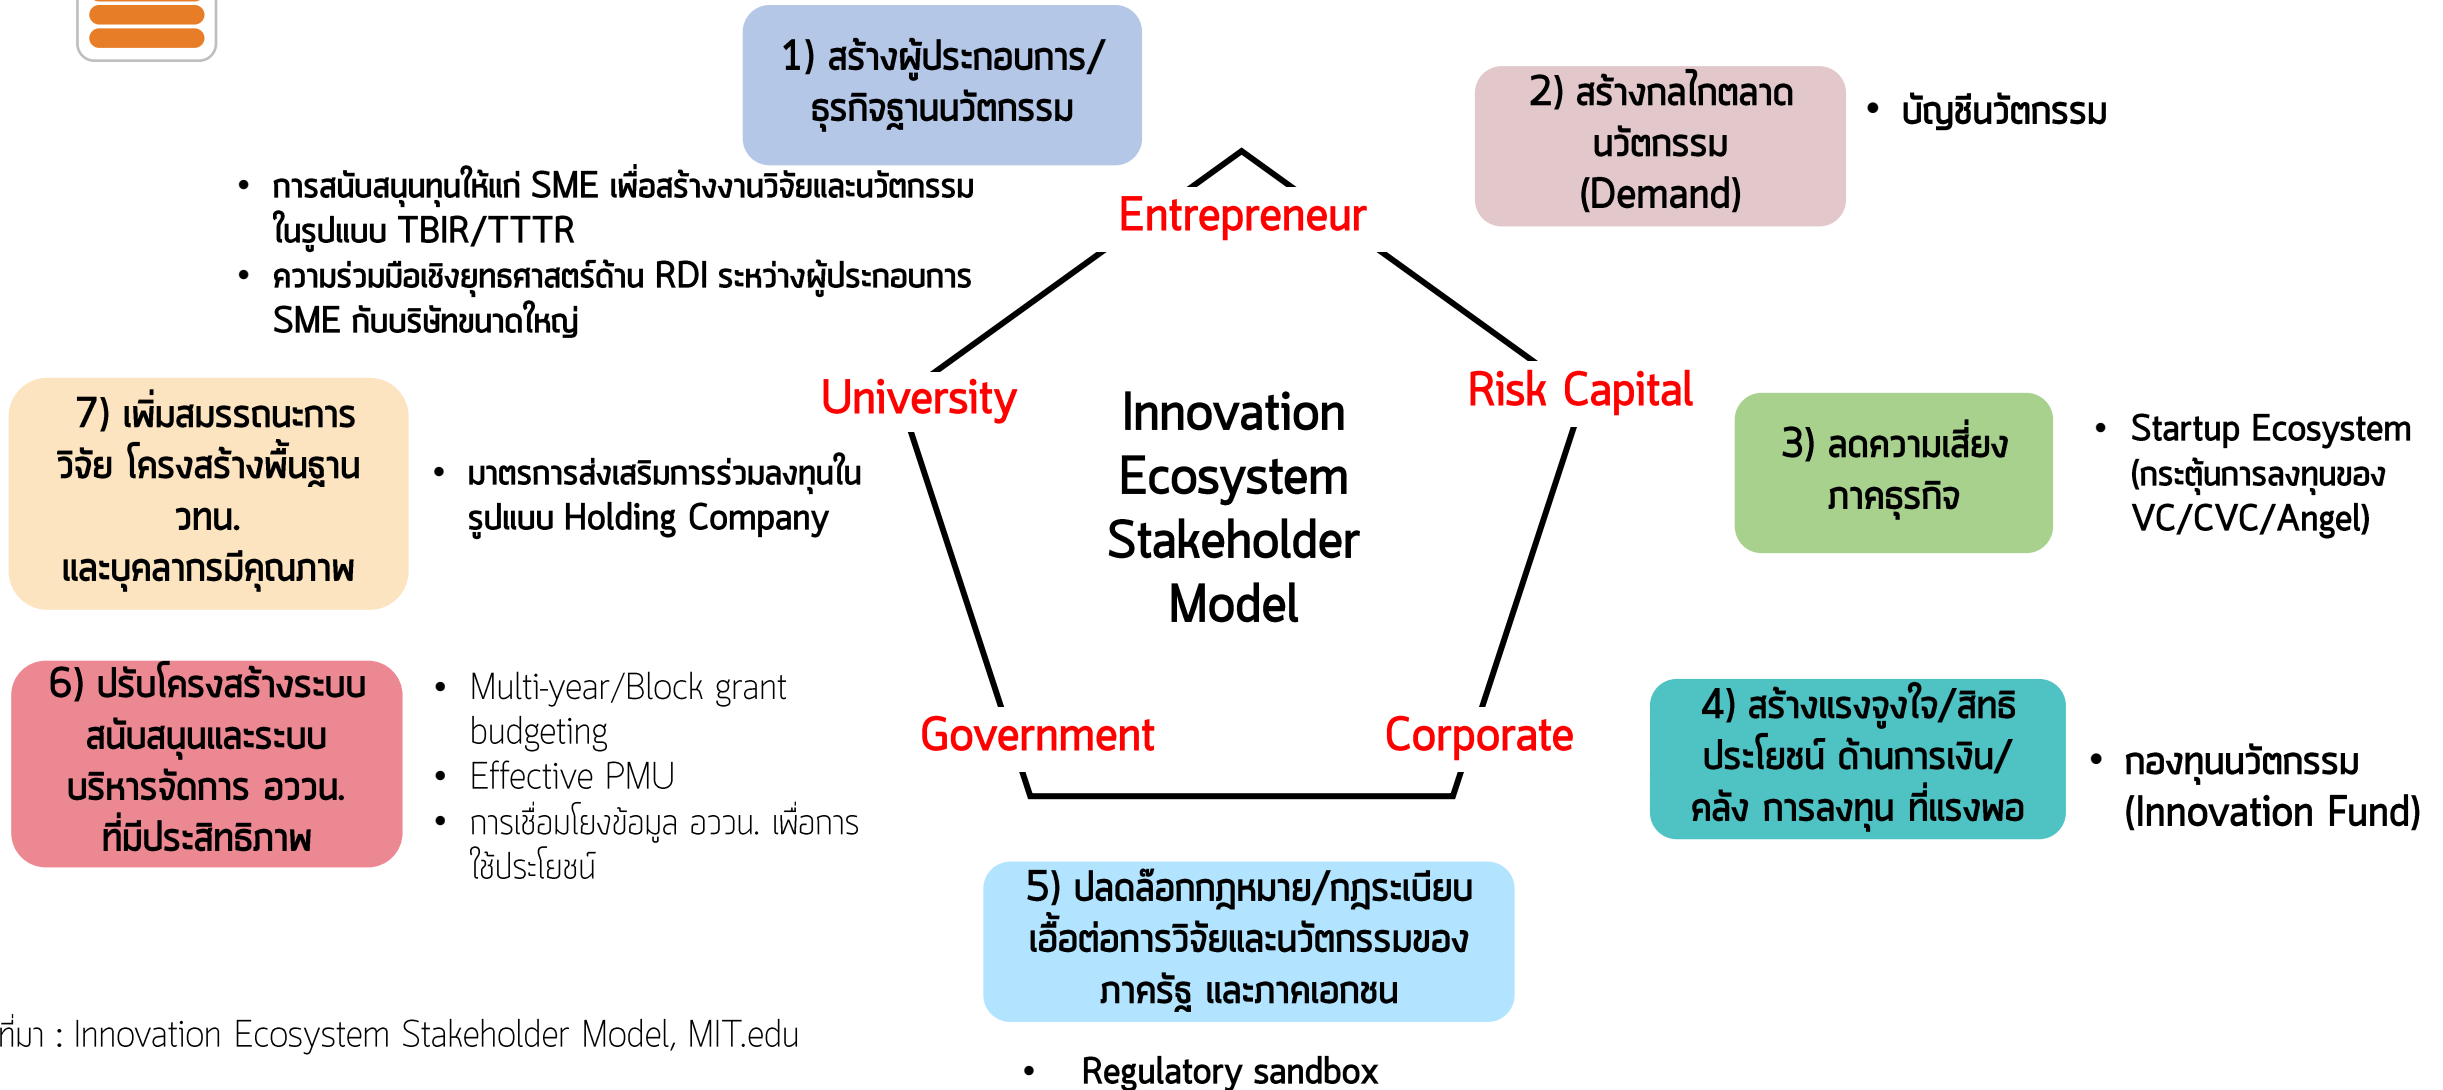 1) สร้างผู้ประกอบการ/
ธุรกิจฐานนวัตกรรม
2) สร้างกลไกตลาด
นวัตกรรม
(Demand)
• บัญชีนวัตกรรม
• การสนับสนุนทุนให้แก่ SME เพื่อสร้างงานวิจัยและนวัตกรรม
ในรูปแบบ TBIR/TTTR
• ความร่วมมือเชิงยุทธศาสตร์ด้าน RDI ระหว่างผู้ประกอบการ
SME กับบริษัทขนาดใหญ่
Entrepreneur
University
Risk Capital
Innovation
Ecosystem
Stakeholder
Model
7) เพิ่มสมรรถนะการ
วิจัย โครงสร้างพื้นฐาน
วทน.
และบุคลากรมีคุณภาพ
• มาตรการส่งเสริมการร่วมลงทุนใน
รูปแบบ Holding Company
3) ลดความเสี่ยง
ภาคธุรกิจ
• Startup Ecosystem
(กระตุ้นการลงทุนของ
VC/CVC/Angel)
6) ปรับโครงสร้างระบบ
สนับสนุนและระบบ
บริหารจัดการ อววน.
ที่มีประสิทธิภาพ
• Multi-year/Block grant
budgeting
• Effective PMU
• การเชื่อมโยงข้อมูล อววน. เพื่อการ
ใช้ประโยชน์
Government
Corporate
4) สร้างแรงจูงใจ/สิทธิ
ประโยชน์ ด้านการเงิน/
คลัง การลงทุน ที่แรงพอ
• กองทุนนวัตกรรม
(Innovation Fund)
5) ปลดล๊อกกฎหมาย/กฎระเบียบ
เอื้อต่อการวิจัยและนวัตกรรมของ
ภาครัฐ และภาคเอกชน
• Regulatory sandbox
ที่มา : Innovation Ecosystem Stakeholder Model, MIT.edu